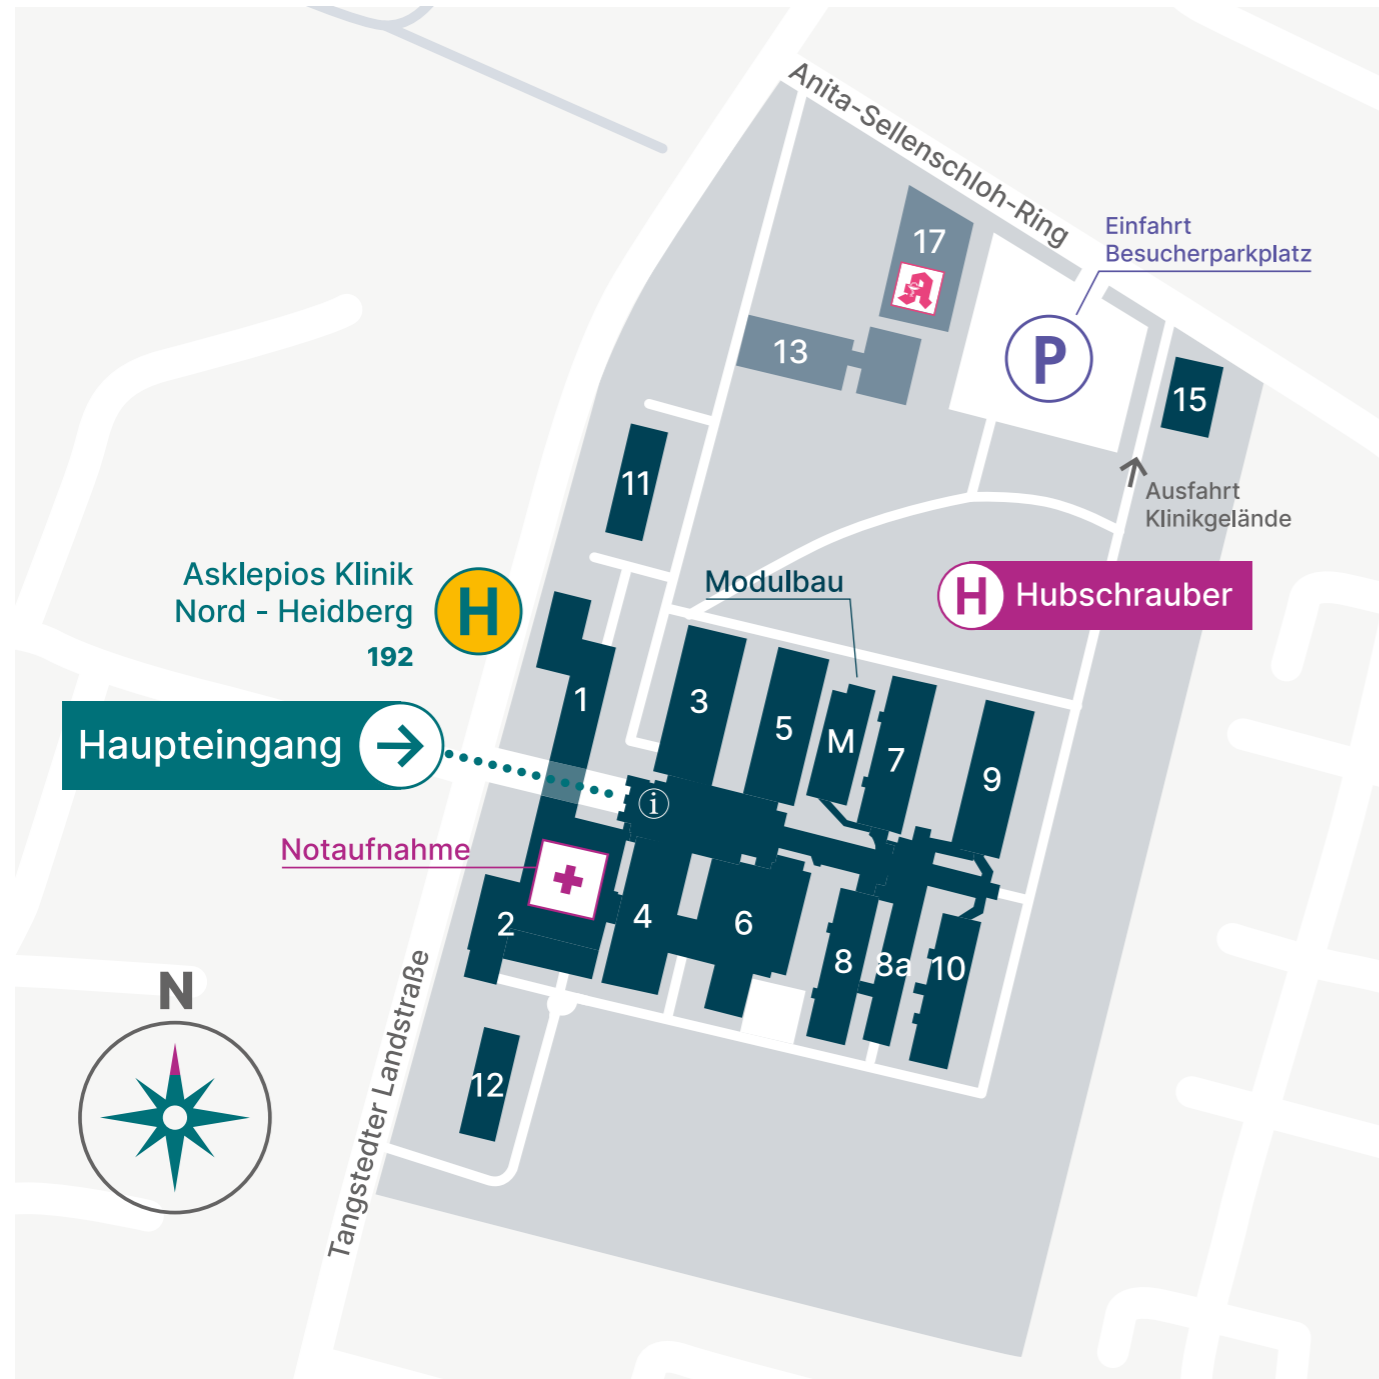 Anita-Sellenschloh-Ring
17
Einfahrt
Besucherparkplatz
P
13
15
11
Ausfahrt
Klinikgelände
Asklepios Klinik
Nord - Heidberg
192
H
Modulbau
H Hubschrauber
1
3
5
M
7
9
Haupteingang
i
Notaufnahme
2
4
6
8
8a
10
N
12
Tangstedter Landstraße